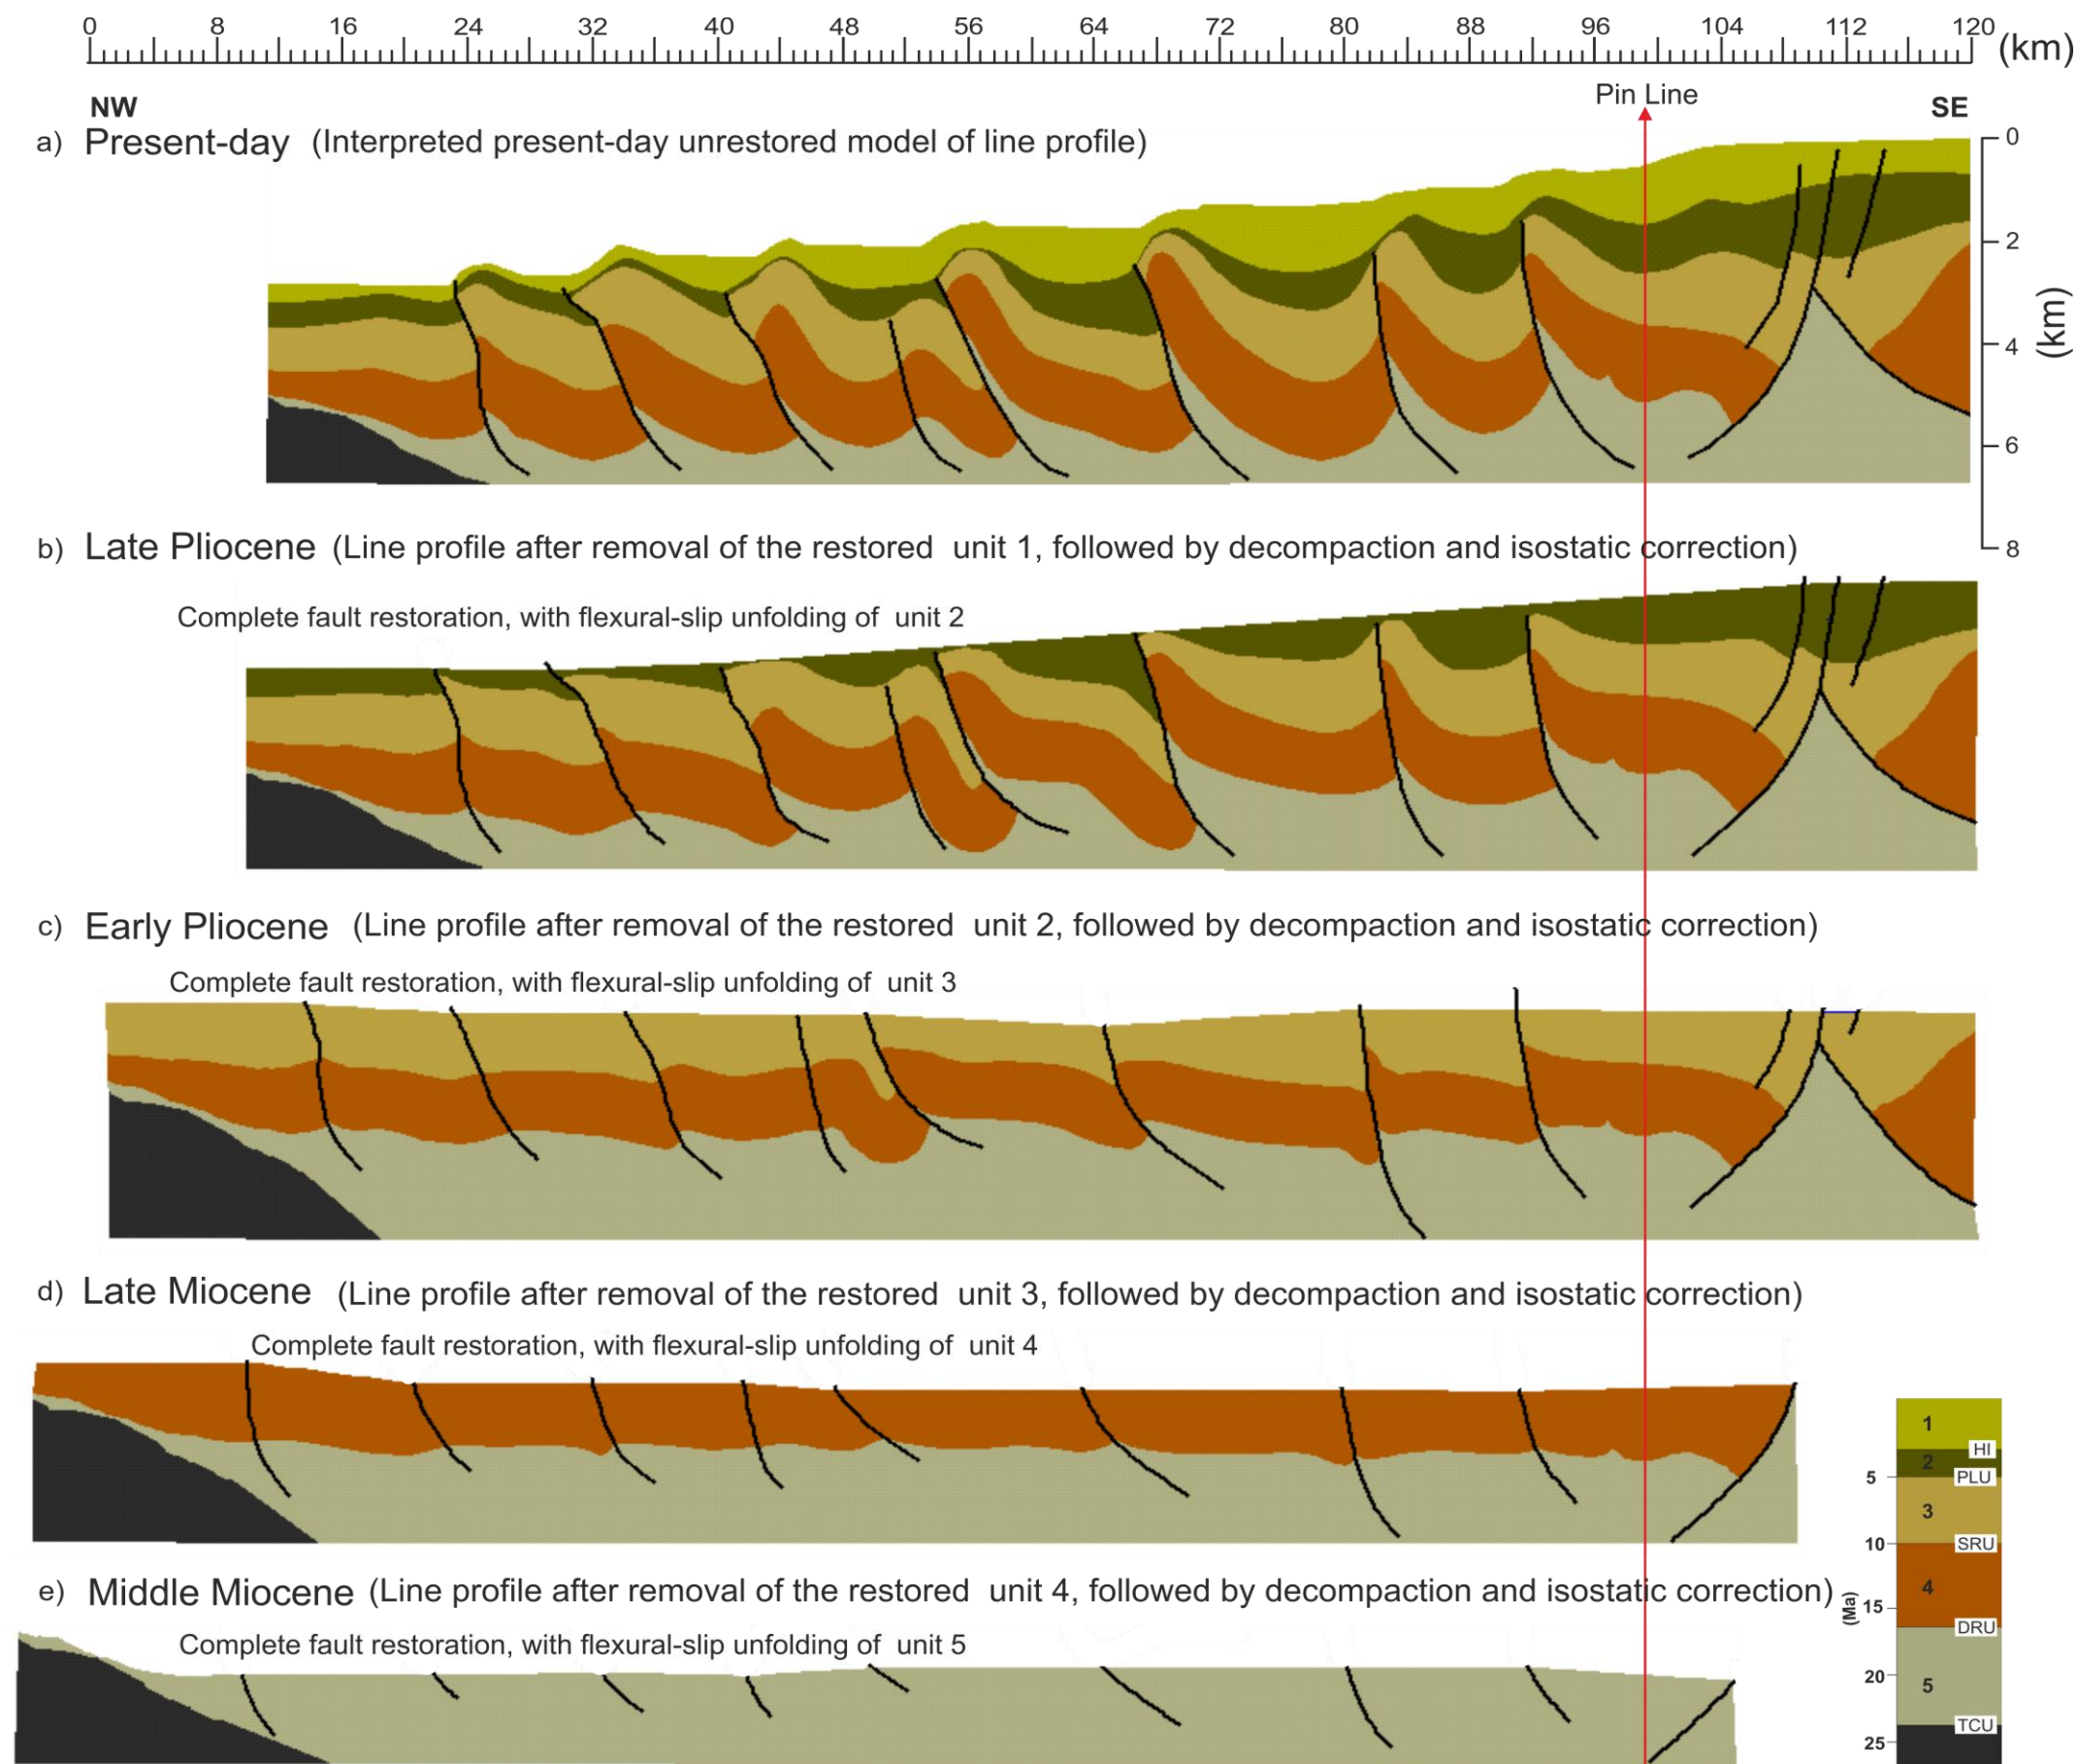 0 8 16 24 32 40 48 56 64 72 80 88 96 104 112 120 (km)
Pin Line
NW SE
a) Present-day (Interpreted present-day unrestored model of line profile)
0
2
4
6
8
(km)
b) Late Pliocene (Line profile after removal of the restored unit 1, followed by decompaction and isostatic correction)
Complete fault restoration, with flexural-slip unfolding of unit 2
c) Early Pliocene (Line profile after removal of the restored unit 2, followed by decompaction and isostatic correction)
Complete fault restoration, with flexural-slip unfolding of unit 3
d) Late Miocene (Line profile after removal of the restored unit 3, followed by decompaction and isostatic correction)
Complete fault restoration, with flexural-slip unfolding of unit 4
e) Middle Miocene (Line profile after removal of the restored unit 4, followed by decompaction and isostatic correction)
Complete fault restoration, with flexural-slip unfolding of unit 5
1
HI
2
5 PLU
3
10 SRU
4
15
(Ma)
DRU
20
5
TCU
25